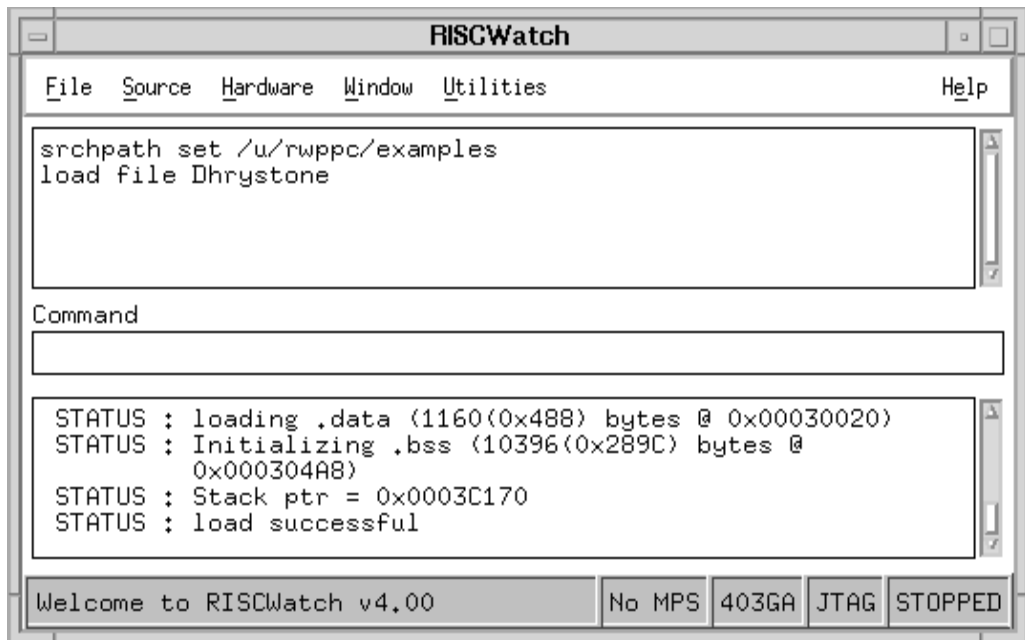 RISCWatch
File Source Hardware Window Utilities Help
srchpath set /u/rwppc/examples
load file Dhrystone
Command
STATUS : loading .data (1160(0x488) bytes @ 0x00030020)
STATUS : Initializing .bss (10396(0x289C) bytes @
0x000304A8)
STATUS : Stack ptr = 0x0003C170
STATUS : load successful
Welcome to RISCWatch v4.00 No MPS 403GA JTAG STOPPED